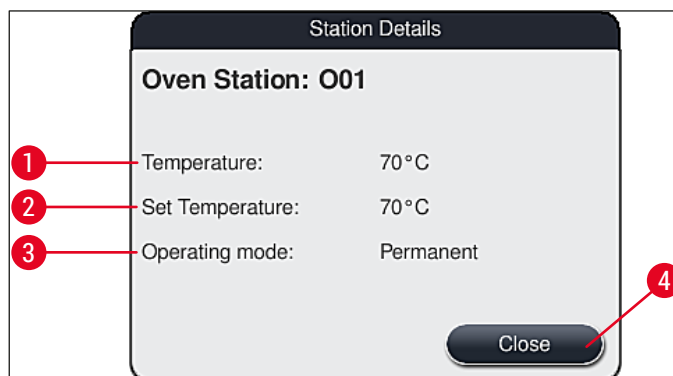 Station Details
Oven Station: O01
1 Temperature: 70°C
2 Set Temperature: 70°C
3 Operating mode: Permanent
4
Close